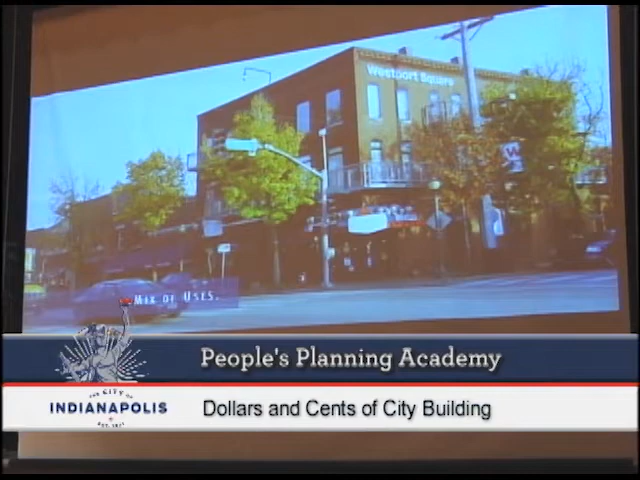 Westport Square
W
Mix of Uses.
People's Planning Academy
THE CITY OF
INDIANAPOLIS
EST. 1821
Dollars and Cents of City Building